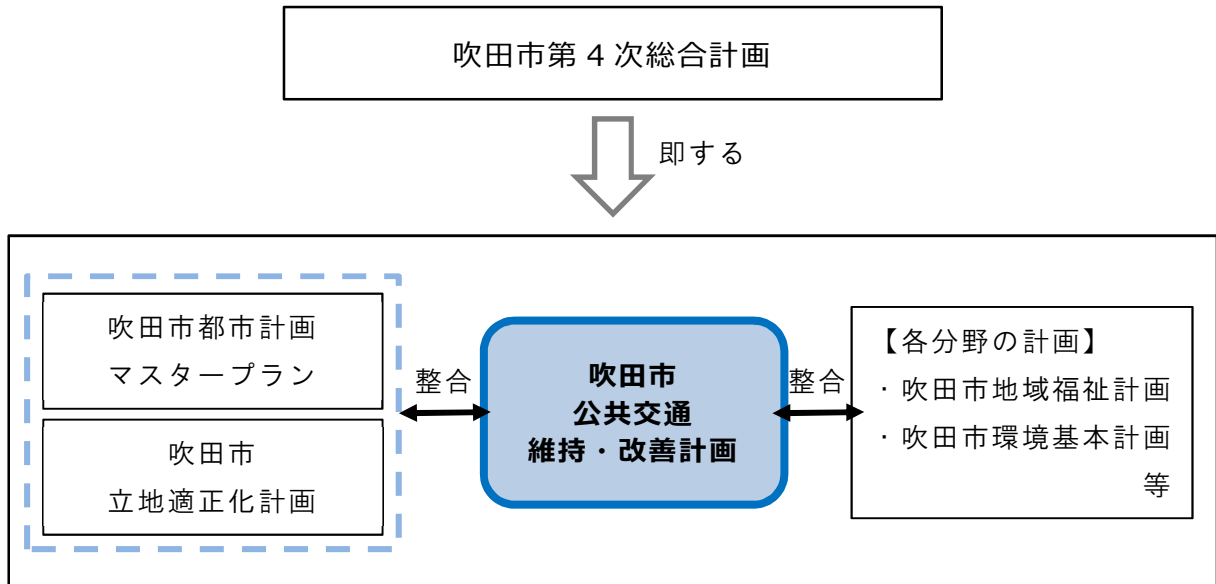 吹田市第4次総合計画
即する
吹田市都市計画
マスタープラン
吹田市
立地適正化計画
整合
吹田市
公共交通
維持・改善計画
整合
【各分野の計画】
・吹田市地域福祉計画
・吹田市環境基本計画
等